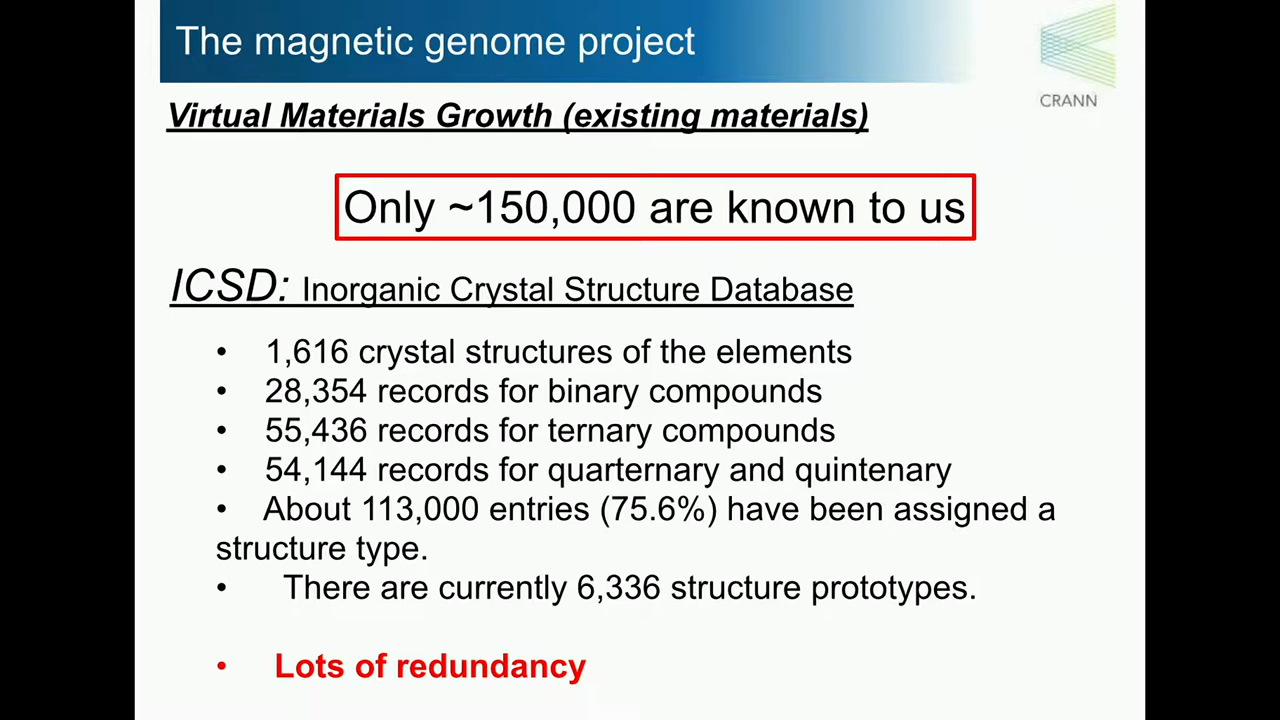 The magnetic genome project
CRANN
Virtual Materials Growth (existing materials)
Only ~150,000 are known to us
ICSD: Inorganic Crystal Structure Database
• 1,616 crystal structures of the elements
• 28,354 records for binary compounds
• 55,436 records for ternary compounds
• 54,144 records for quarternary and quintenary
• About 113,000 entries (75.6%) have been assigned a
structure type.
• There are currently 6,336 structure prototypes.
• Lots of redundancy